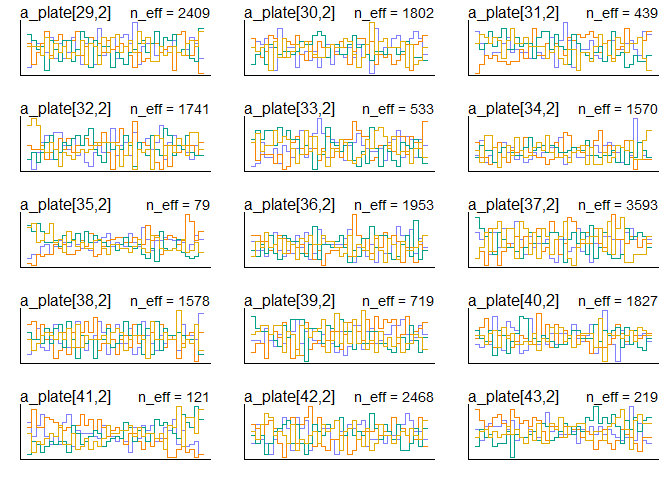 a_plate[29,2] n_eff = 2409 a_plate[30,2] n_eff = 1802 a_plate[31,2] n_eff = 439
a_plate[32,2] n_eff = 1741 a_plate[33,2] n_eff = 533 a_plate[34,2] n_eff = 1570
a_plate[35,2] n_eff = 79 a_plate[36,2] n_eff = 1953 a_plate[37,2] n_eff = 3593
a_plate[38,2] n_eff = 1578 a_plate[39,2] n_eff = 719 a_plate[40,2] n_eff = 1827
a_plate[41,2] n_eff = 121 a_plate[42,2] n_eff = 2468 a_plate[43,2] n_eff = 219